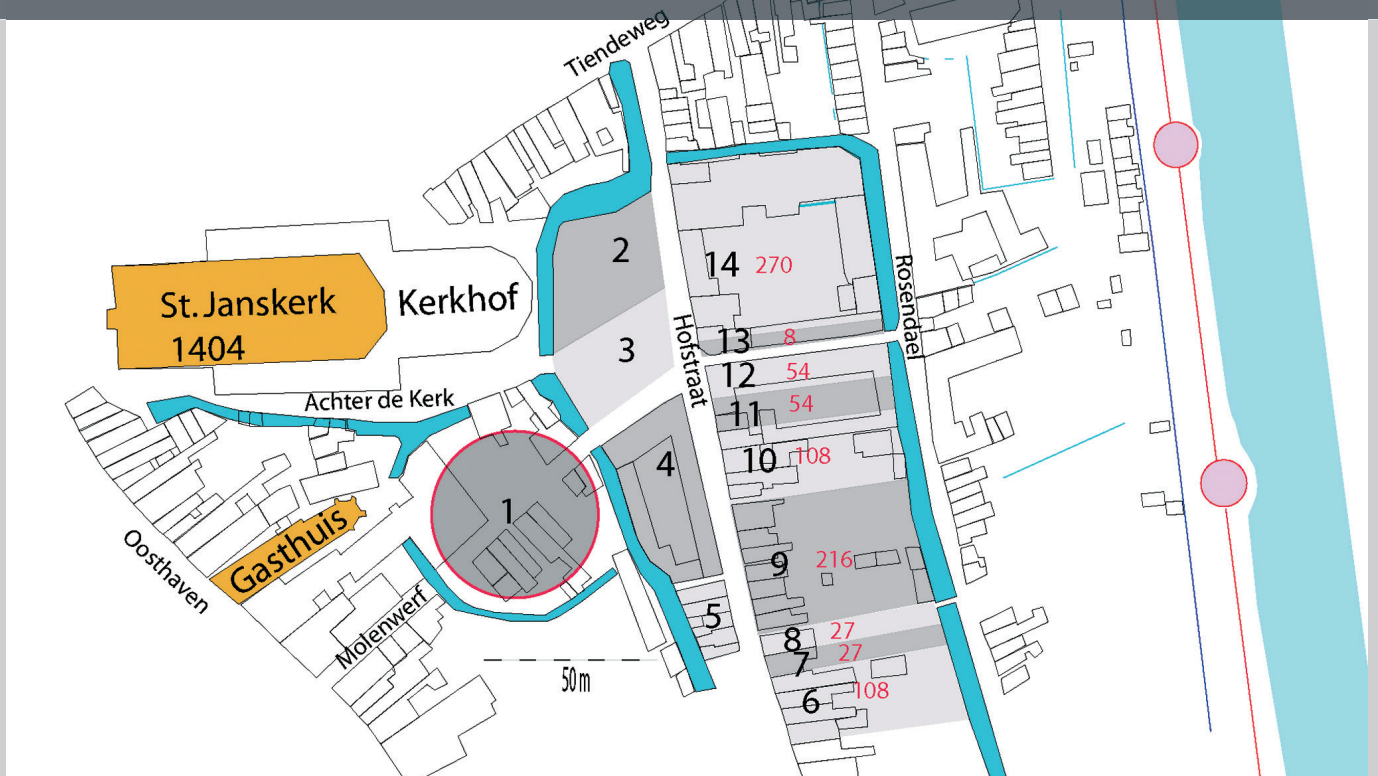 Tiendeweg
2
14 270
St. Janskerk
1404
Kerkhof
Rosendael
Hofstraat
3
13 8
12 54
11 54
Achter de Kerk
10 108
4
1
Gasthuis
9 216
Oosthaven
Molenwerf
5
8 27
7 27
50 m
6 108